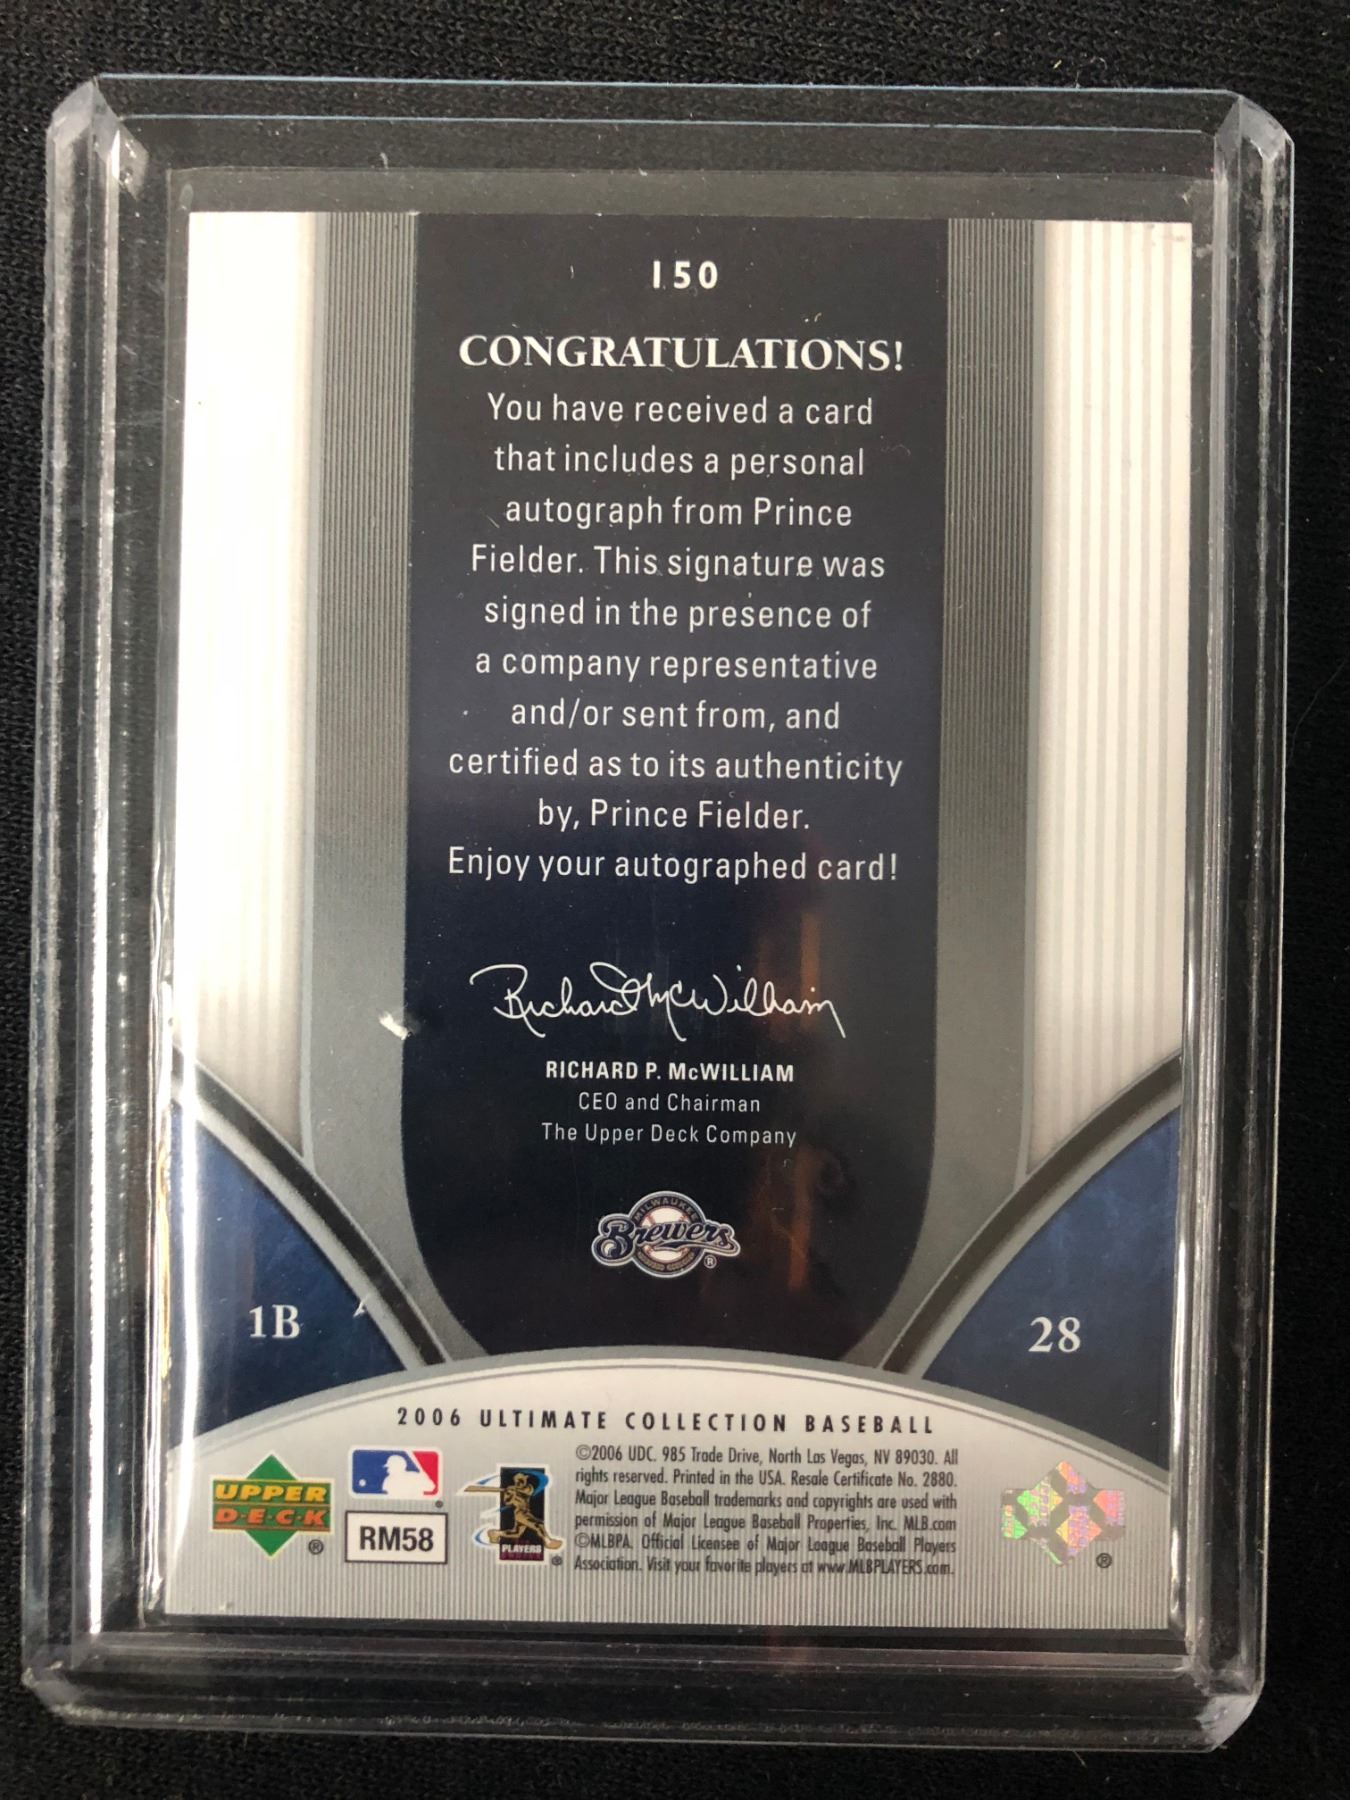 150
CONGRATULATIONS!
You have received a card
that includes a personal
autograph from Prince
Fielder. This signature was
signed in the presence of
a company representative
and/or sent from, and
certified as to its authenticity
by, Prince Fielder.
Enjoy your autographed card!
Richard McWilliam
RICHARD P. McWILLIAM
CEO and Chairman
The Upper Deck Company
MILWAUKEE
Brewers
®
1B
28
2006 ULTIMATE COLLECTION BASEBALL
©2006 UDC. 985 Trade Drive, North Las Vegas, NV 89030. All
rights reserved. Printed in the USA. Resale Certificate No. 2880.
Major League Baseball trademarks and copyrights are used with
permission of Major League Baseball Properties, Inc. MLB.com
©MLBPA. Official Licensee of Major League Baseball Players
Association. Visit your favorite players at www.MLBPLAYERS.com.
UPPER
D·E·C·K
®
®
RM58
PLAYERS
®
®